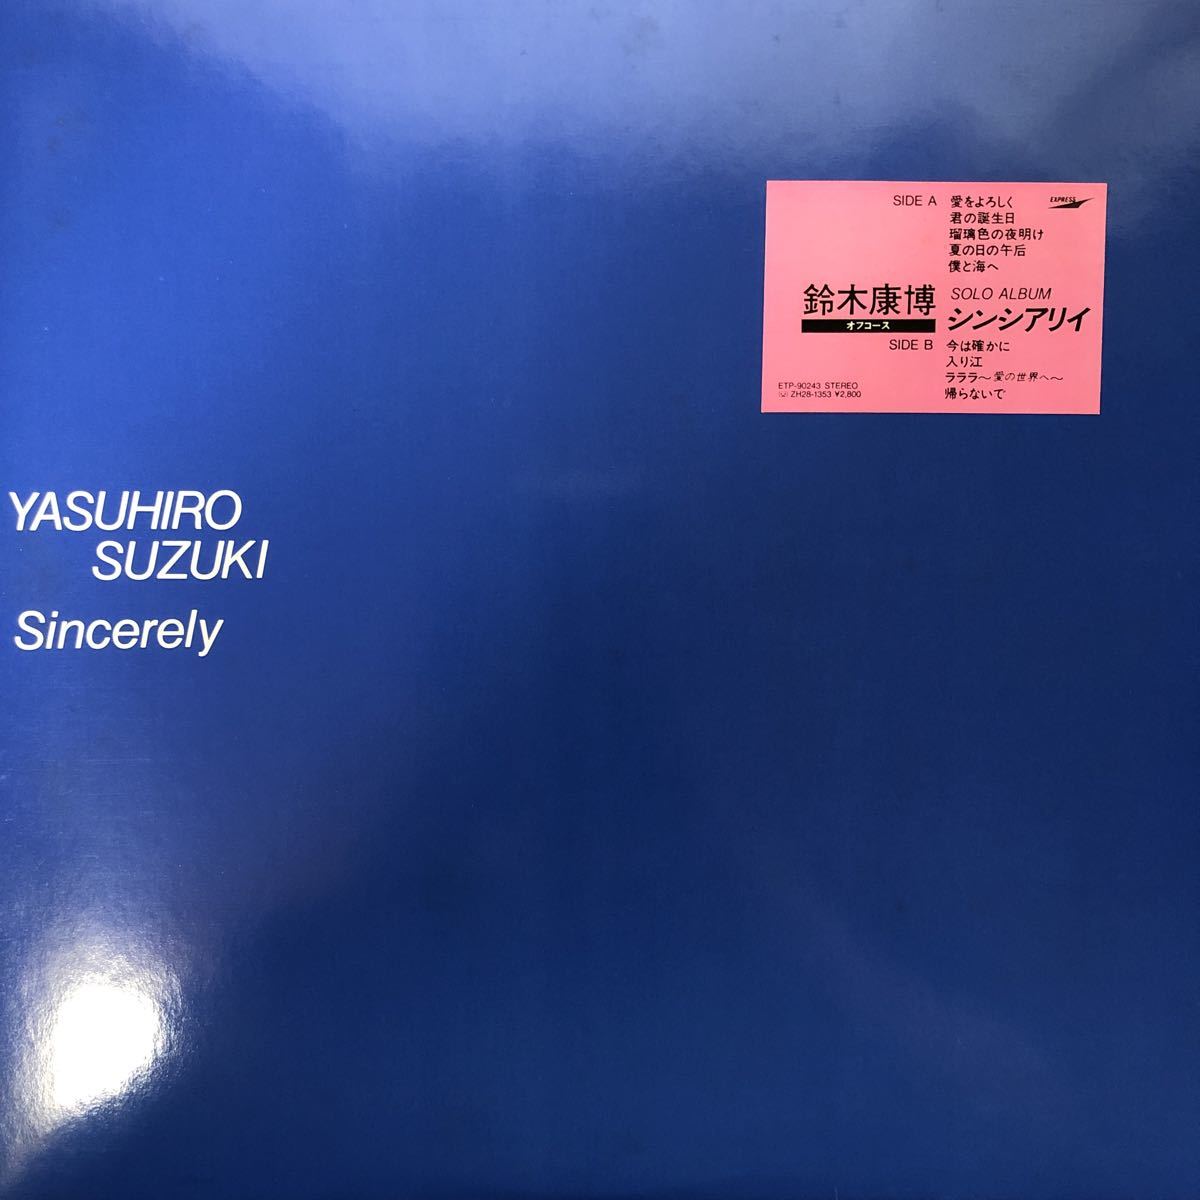 SIDE A 愛をよろしく EXPRESS
君の誕生日
瑠璃色の夜明け
夏の日の午后
僕と海へ
鈴木康博 SOLO ALBUM
オフコース シンシアリイ
SIDE B 今は確かに
入り江
ラララ〜愛の世界へ〜
帰らないで
ETP-90243 STEREO
ZH28-1353 ¥2,800
YASUHIRO
SUZUKI
Sincerely